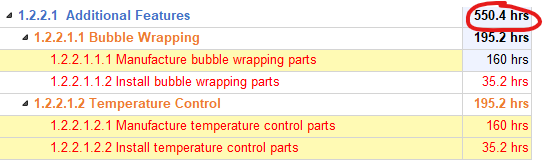 1.2.2.1 Additional Features 550.4 hrs
1.2.2.1.1 Bubble Wrapping 195.2 hrs
1.2.2.1.1.1 Manufacture bubble wrapping parts 160 hrs
1.2.2.1.1.2 Install bubble wrapping parts 35.2 hrs
1.2.2.1.2 Temperature Control 195.2 hrs
1.2.2.1.2.1 Manufacture temperature control parts 160 hrs
1.2.2.1.2.2 Install temperature control parts 35.2 hrs